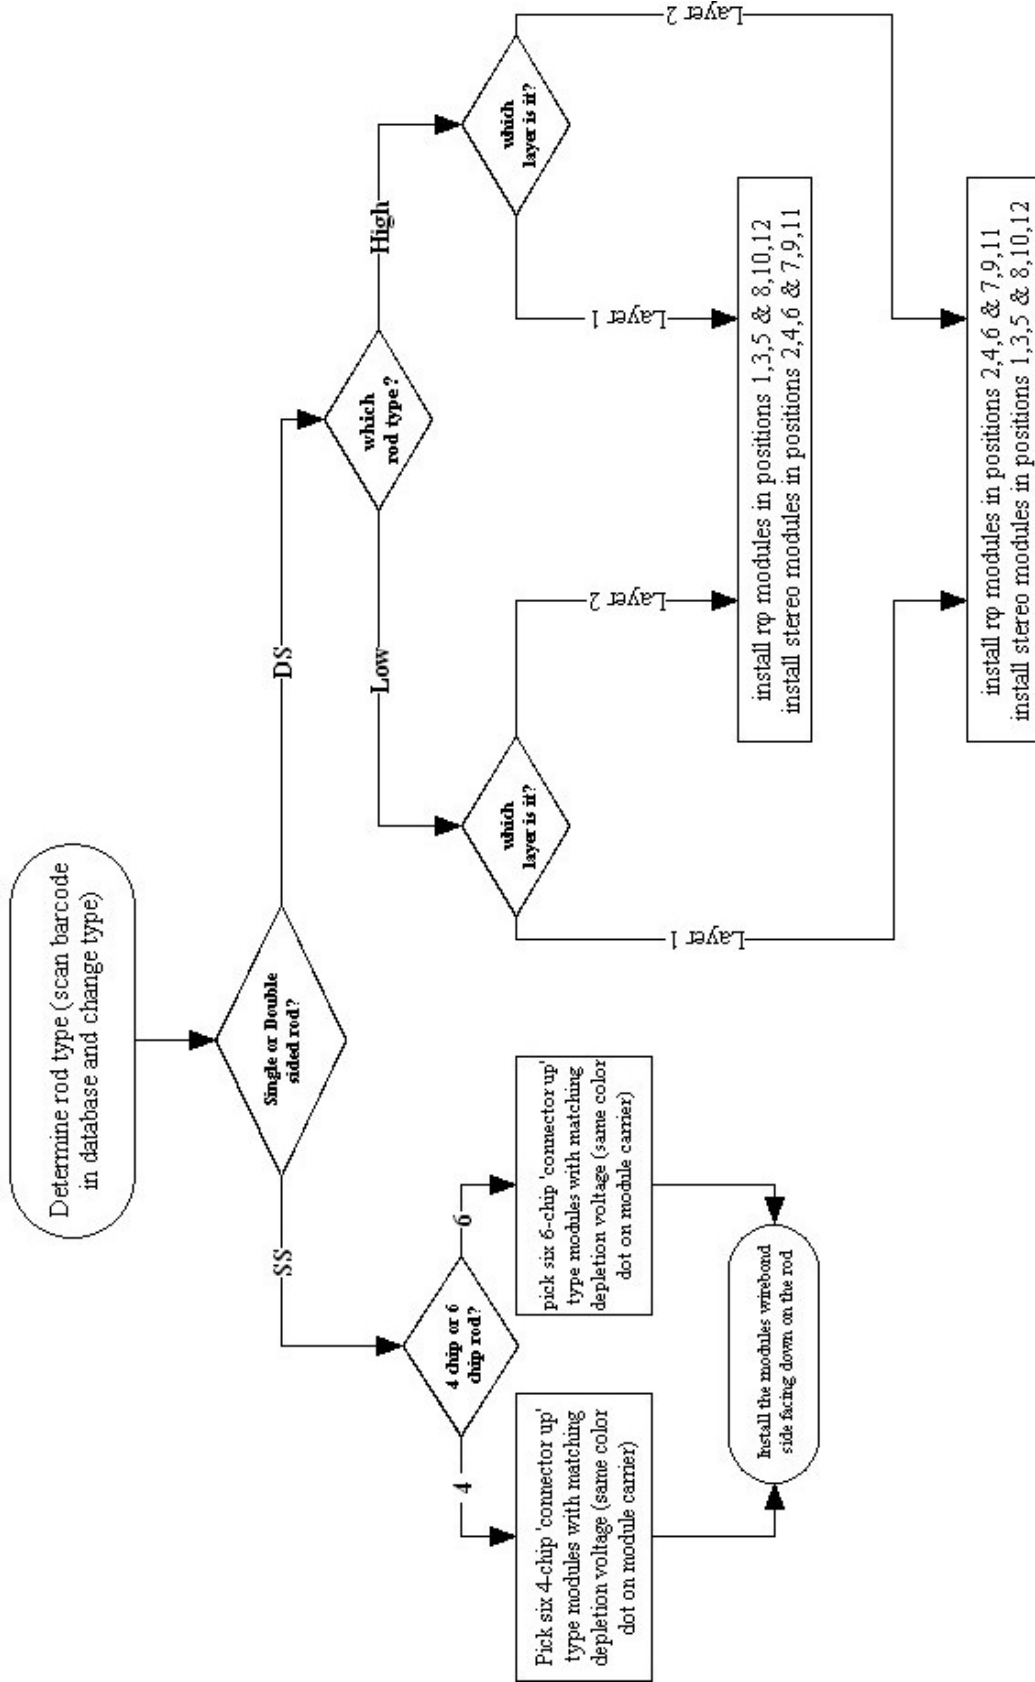 Determine rod type (scan barcode
in database and change type)
Single or Double
sided rod?
SS
DS
4 chip or 6
chip rod?
4
6
Pick six 4-chip 'connector up'
type modules with matching
depletion voltage (same color
dot on module carrier)
pick six 6-chip 'connector up'
type modules with matching
depletion voltage (same color
dot on module carrier)
Install the modules wirebond
side facing down on the rod
which
rod type?
Low
High
which
layer is it?
which
layer is it?
Layer 1
Layer 2
Layer 1
Layer 2
install rφ modules in positions 1,3,5 & 8,10,12
install stereo modules in positions 2,4,6 & 7,9,11
install rφ modules in positions 2,4,6 & 7,9,11
install stereo modules in positions 1,3,5 & 8,10,12